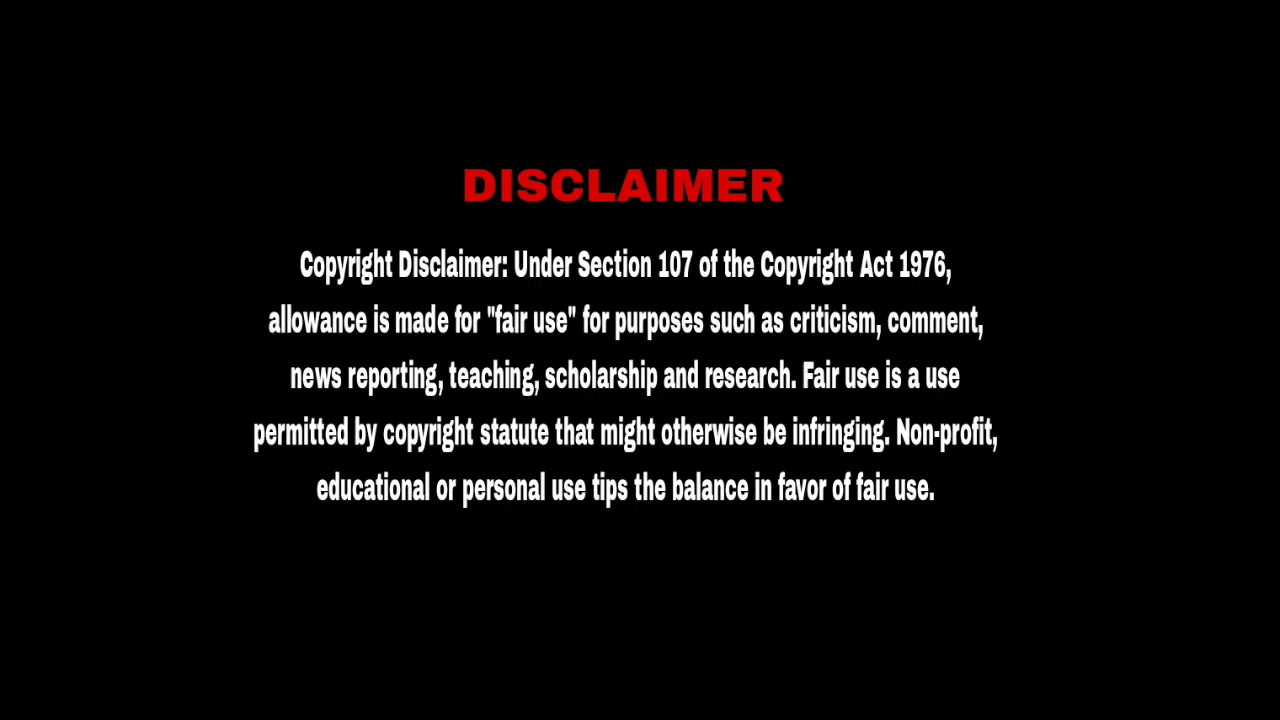 DISCLAIMER
Copyright Disclaimer: Under Section 107 of the Copyright Act 1976,
allowance is made for "fair use" for purposes such as criticism, comment,
news reporting, teaching, scholarship and research. Fair use is a use
permitted by copyright statute that might otherwise be infringing. Non-profit,
educational or personal use tips the balance in favor of fair use.